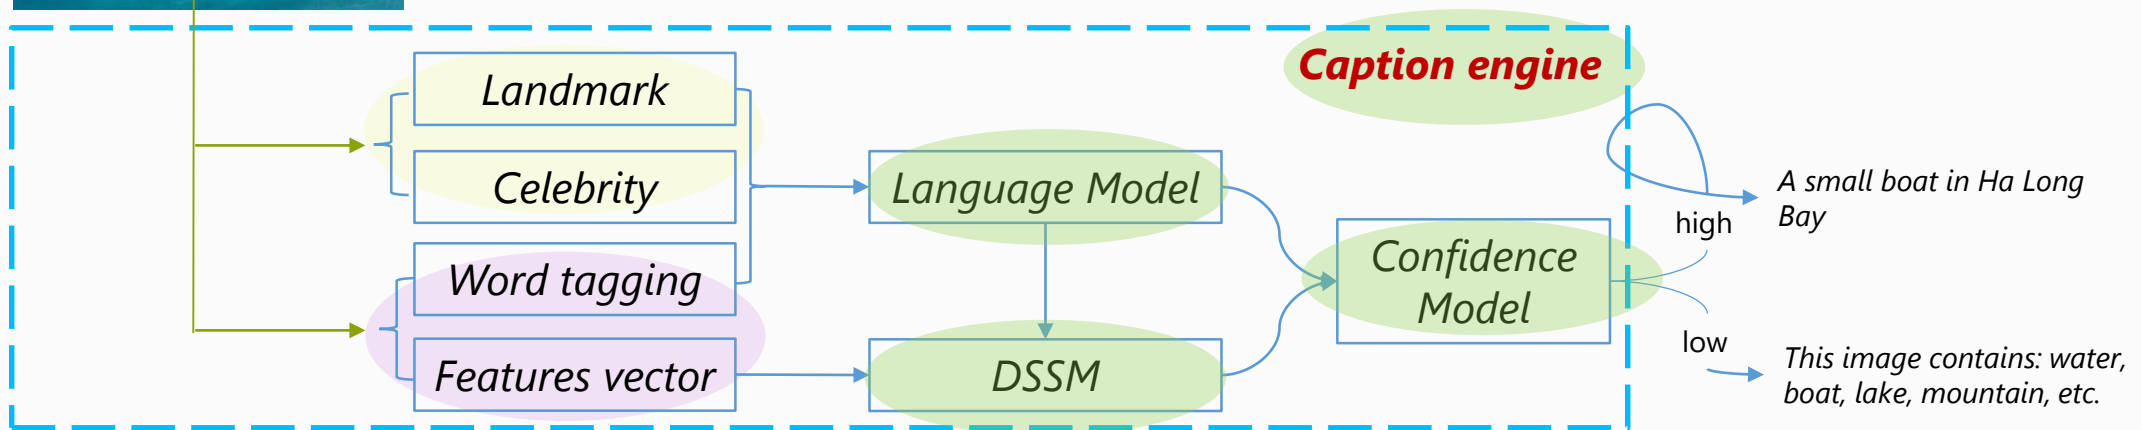 Caption engine
Landmark
Celebrity
Word tagging
Features vector
Language Model
DSSM
Confidence
Model
high
low
A small boat in Ha Long
Bay
This image contains: water,
boat, lake, mountain, etc.